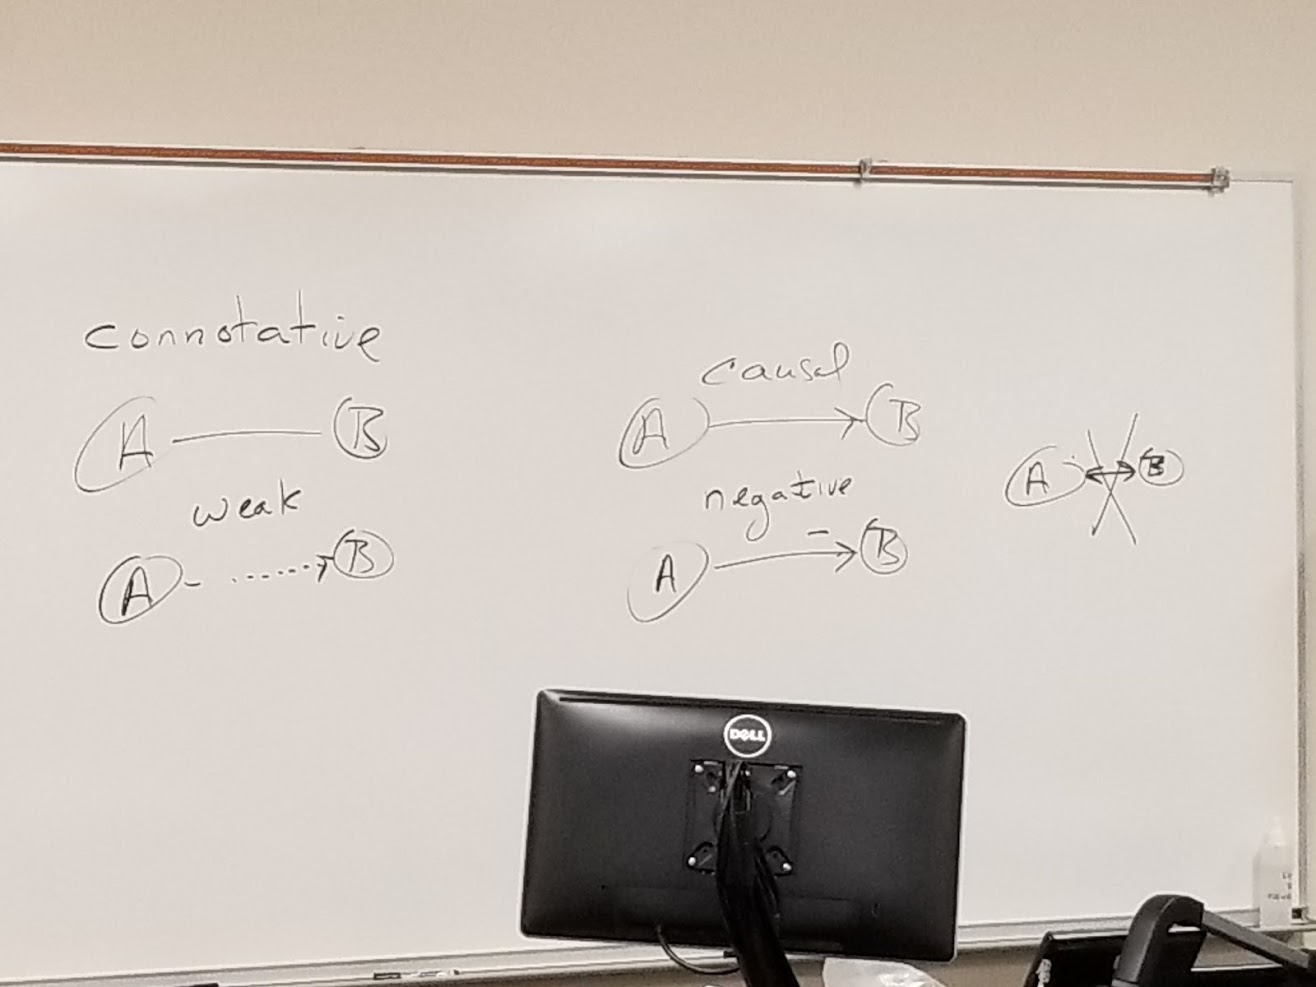 connotative
A B
weak
A B
causal
A B
negative
A - B
A B
DELL